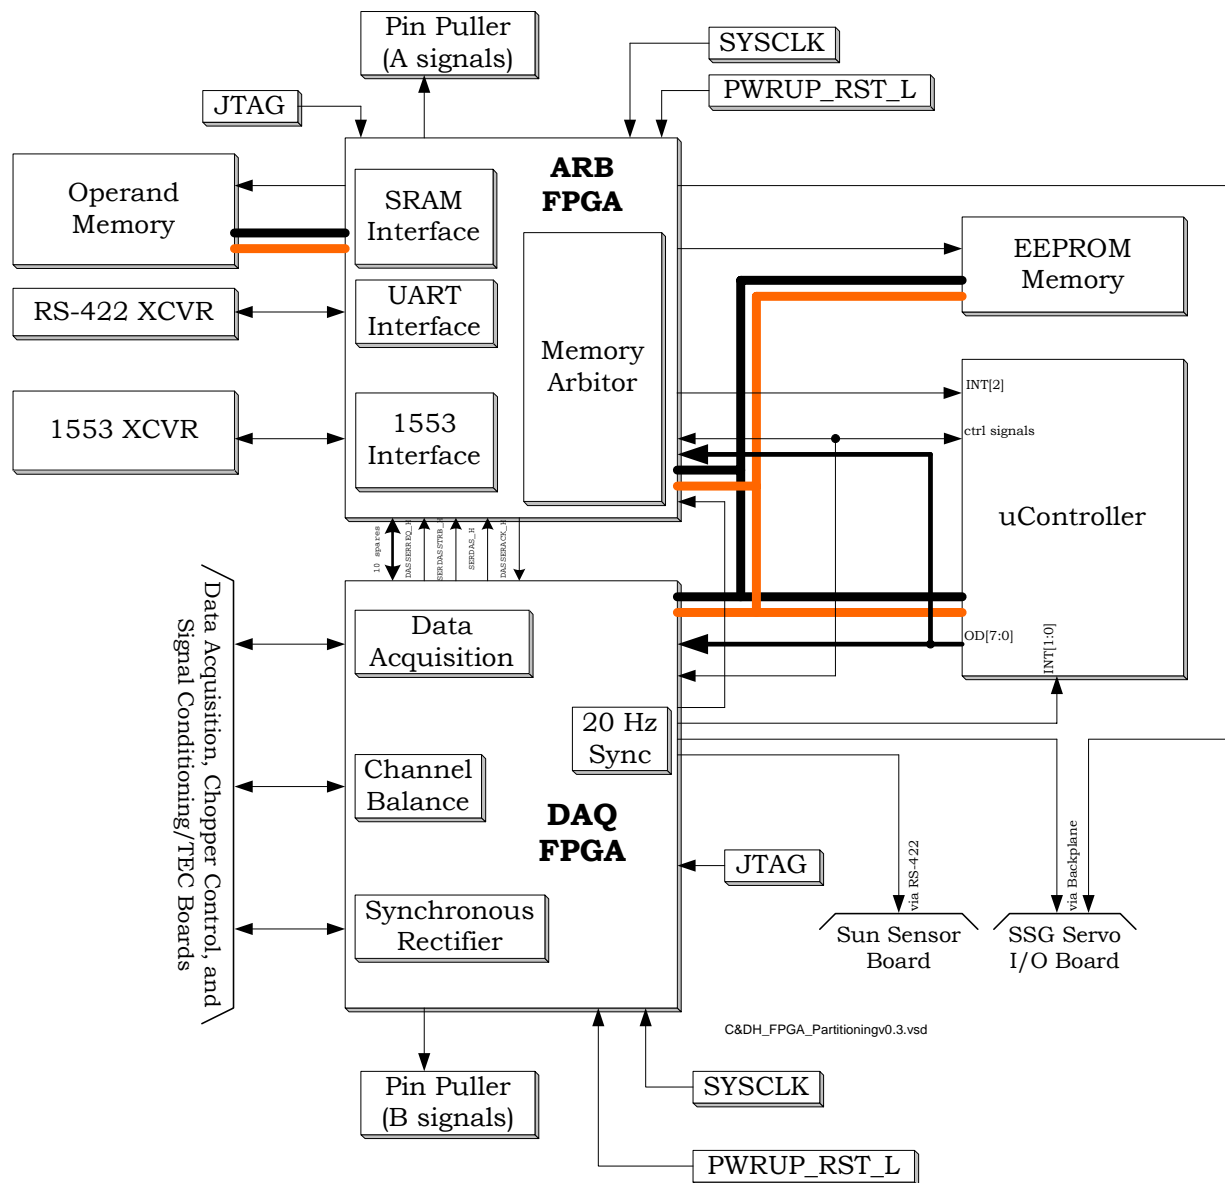 Pin Puller
(A signals)
SYSCLK
PWRUP_RST_L
JTAG
ARB
FPGA
Operand
Memory
SRAM
Interface
EEPROM
Memory
UART
Interface
RS-422 XCVR
Memory
Arbitor
INT[2]
1553 XCVR
1553
Interface
ctrl signals
uController
10 spares
DASSERREQ_H
SERDASSTRB_H
SERDAS_H
DASSERACK_H
Data Acquisition, Chopper Control, and
Signal Conditioning/TEC Boards
Data
Acquisition
OD[7:0]
INT[1:0]
20 Hz
Sync
Channel
Balance
DAQ
FPGA
JTAG
via RS-422
via Backplane
Synchronous
Rectifier
Sun Sensor
Board
SSG Servo
I/O Board
C&DH_FPGA_Partitioningv0.3.vsd
Pin Puller
(B signals)
SYSCLK
PWRUP_RST_L